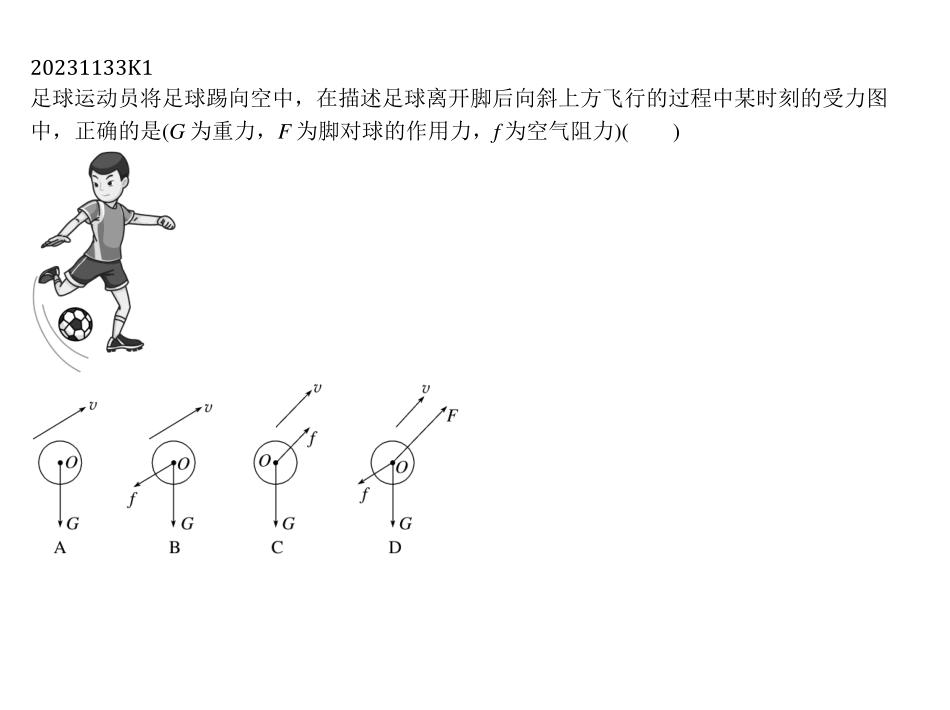 20231133K1
足球运动员将足球踢向空中，在描述足球离开脚后向斜上方飞行的过程中某时刻的受力图
中，正确的是(G 为重力，F 为脚对球的作用力，f 为空气阻力)(　　)
v v v v
f F
O O O O
f f
G G G G
A B C D